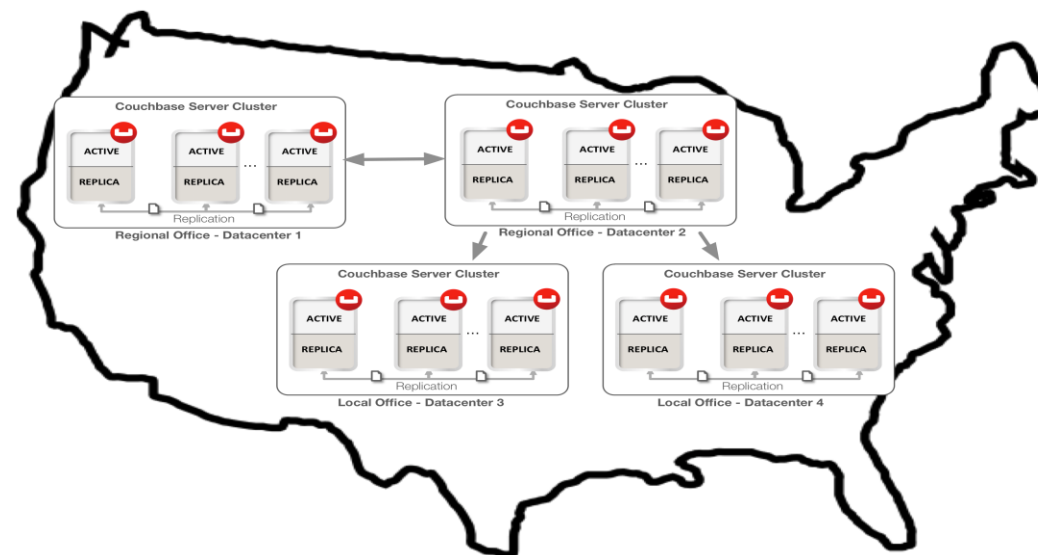 Couchbase Server Cluster
ACTIVE ACTIVE ... ACTIVE
REPLICA REPLICA REPLICA
Replication
Regional Office - Datacenter 1
Couchbase Server Cluster
ACTIVE ACTIVE ... ACTIVE
REPLICA REPLICA REPLICA
Replication
Regional Office - Datacenter 2
Couchbase Server Cluster
ACTIVE ACTIVE ... ACTIVE
REPLICA REPLICA REPLICA
Replication
Local Office - Datacenter 3
Couchbase Server Cluster
ACTIVE ACTIVE ... ACTIVE
REPLICA REPLICA REPLICA
Replication
Local Office - Datacenter 4